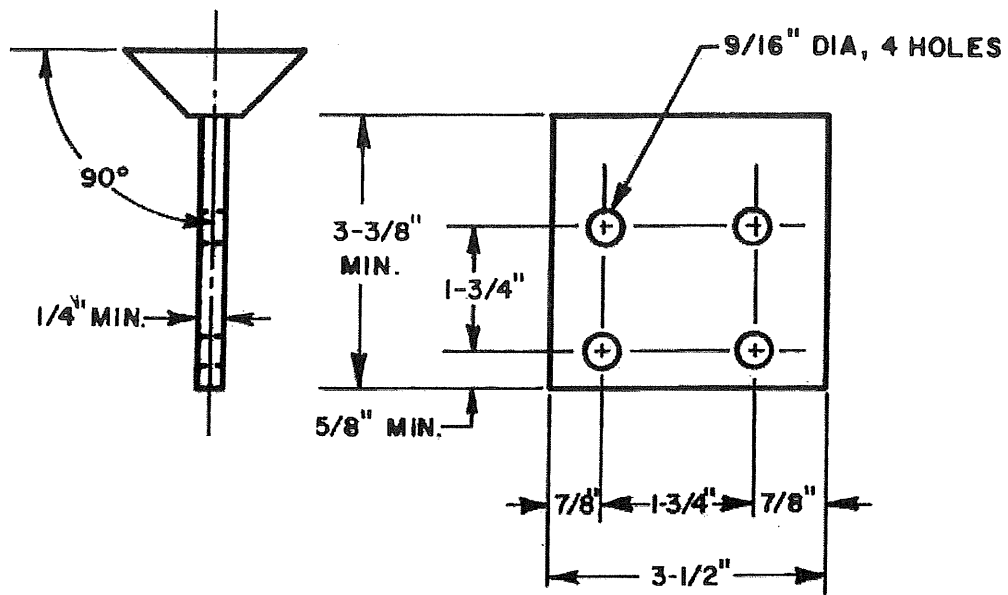 9/16" DIA, 4 HOLES
90°
3-3/8"
MIN.
1-3/4"
1/4" MIN.
5/8" MIN.
7/8"
1-3/4"
7/8"
3-1/2"